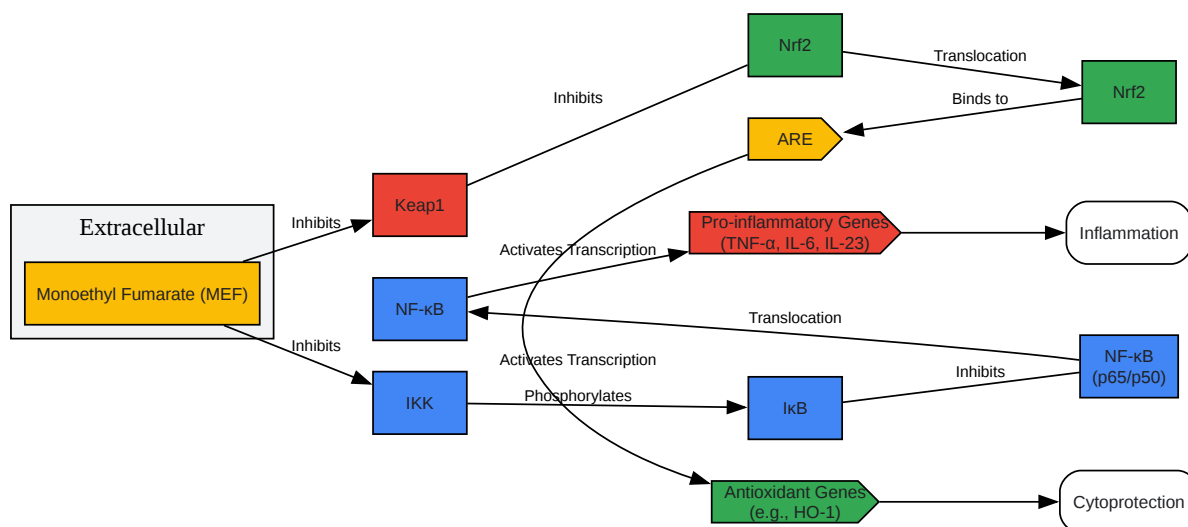 Nrf2
Translocation
Nrf2
Inhibits
Binds to
ARE
Keap1
Extracellular
Inhibits
Monoethyl Fumarate (MEF)
Pro-inflammatory Genes
(TNF-α, IL-6, IL-23)
Inflammation
Activates Transcription
NF-κB
Translocation
Inhibits
NF-κB
(p65/p50)
Activates Transcription
Inhibits
IKK
Phosphorylates
IκB
Antioxidant Genes
(e.g., HO-1)
Cytoprotection